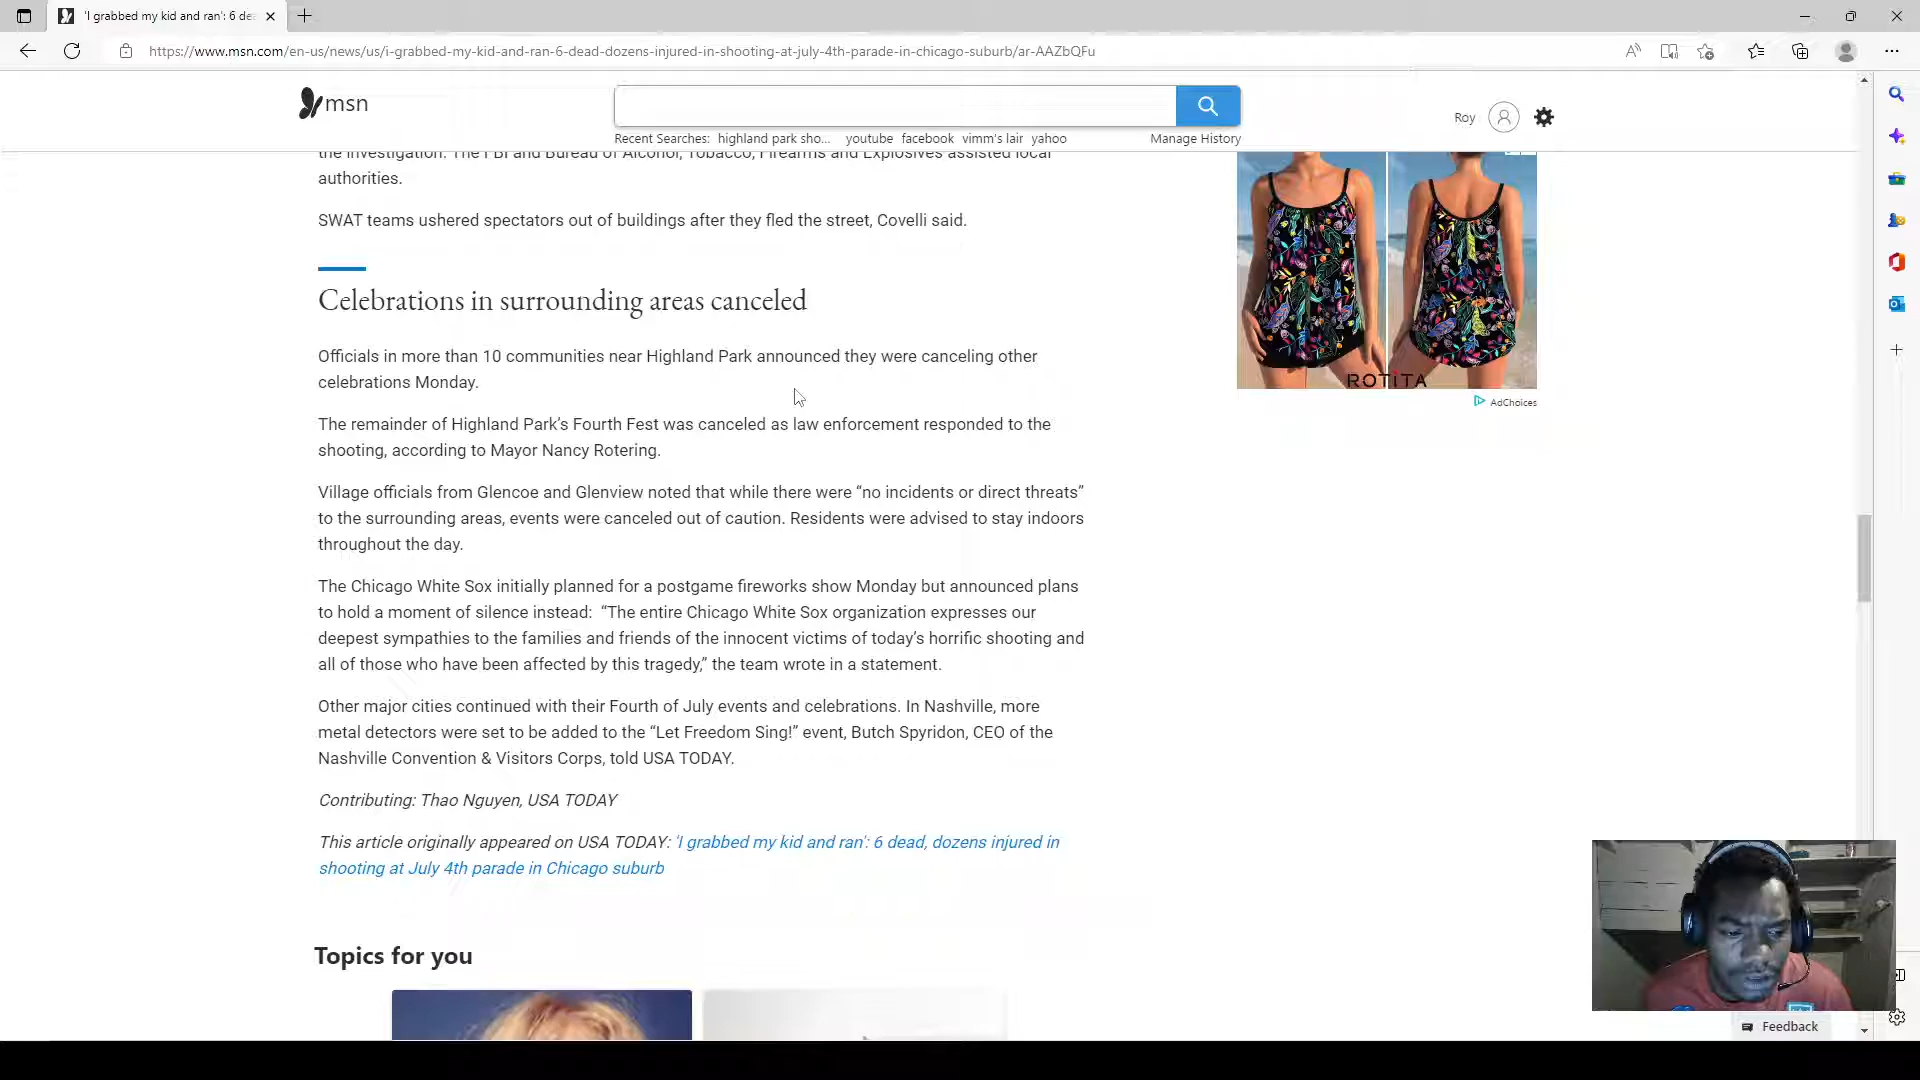 'I grabbed my kid and ran': 6 de
https://www.msn.com/en-us/news/us/i-grabbed-my-kid-and-ran-6-dead-dozens-injured-in-shooting-at-july-4th-parade-in-chicago-suburb/ar-AAZbQFu
msn
Recent Searches: highland park sho... youtube facebook vimm's lair yahoo Manage History
Roy
the investigation. The FBI and Bureau of Alcohol, Tobacco, Firearms and Explosives assisted local
authorities.
SWAT teams ushered spectators out of buildings after they fled the street, Covelli said.
Celebrations in surrounding areas canceled
Officials in more than 10 communities near Highland Park announced they were canceling other
celebrations Monday.
The remainder of Highland Park's Fourth Fest was canceled as law enforcement responded to the
shooting, according to Mayor Nancy Rotering.
Village officials from Glencoe and Glenview noted that while there were “no incidents or direct threats”
to the surrounding areas, events were canceled out of caution. Residents were advised to stay indoors
throughout the day.
The Chicago White Sox initially planned for a postgame fireworks show Monday but announced plans
to hold a moment of silence instead: “The entire Chicago White Sox organization expresses our
deepest sympathies to the families and friends of the innocent victims of today's horrific shooting and
all of those who have been affected by this tragedy,” the team wrote in a statement.
Other major cities continued with their Fourth of July events and celebrations. In Nashville, more
metal detectors were set to be added to the “Let Freedom Sing!” event, Butch Spyridon, CEO of the
Nashville Convention & Visitors Corps, told USA TODAY.
Contributing: Thao Nguyen, USA TODAY
This article originally appeared on USA TODAY: 'I grabbed my kid and ran': 6 dead, dozens injured in
shooting at July 4th parade in Chicago suburb
Topics for you
ROTITA
AdChoices
Feedback